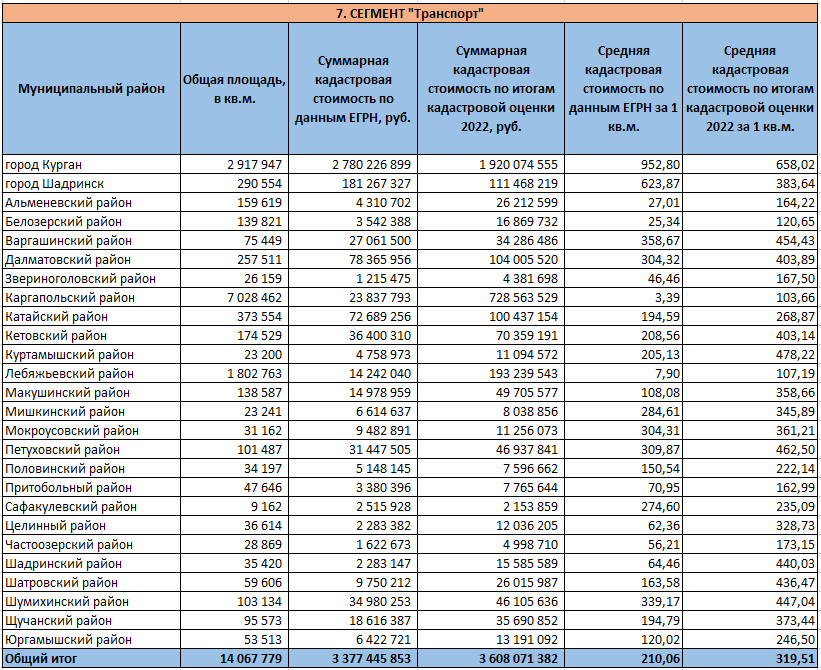 7. СЕГМЕНТ "Транспорт"
Муниципальный район Общая площадь, в кв.м. Суммарная кадастровая стоимость по данным ЕГРН, руб. Суммарная кадастровая стоимость по итогам кадастровой оценки 2022, руб. Средняя кадастровая стоимость по данным ЕГРН за 1 кв.м. Средняя кадастровая стоимость по итогам кадастровой оценки 2022 за 1 кв.м.
город Курган 2 917 947 2 780 226 899 1 920 074 555 952,80 658,02
город Шадринск 290 554 181 267 327 111 468 219 623,87 383,64
Альменевский район 159 619 4 310 702 26 212 599 27,01 164,22
Белозерский район 139 821 3 542 388 16 869 732 25,34 120,65
Варгашинский район 75 449 27 061 500 34 286 486 358,67 454,43
Далматовский район 257 511 78 365 956 104 005 520 304,32 403,89
Звериноголовский район 26 159 1 215 475 4 381 698 46,46 167,50
Каргапольский район 7 028 462 23 837 793 728 563 529 3,39 103,66
Катайский район 373 554 72 689 256 100 437 154 194,59 268,87
Кетовский район 174 529 36 400 310 70 359 191 208,56 403,14
Куртамышский район 23 200 4 758 973 11 094 572 205,13 478,22
Лебяжьевский район 1 802 763 14 242 040 193 239 543 7,90 107,19
Макушинский район 138 587 14 978 959 49 705 577 108,08 358,66
Мишкинский район 23 241 6 614 637 8 038 856 284,61 345,89
Мокроусовский район 31 162 9 482 891 11 256 073 304,31 361,21
Петуховский район 101 487 31 447 505 46 937 841 309,87 462,50
Половинский район 34 197 5 148 145 7 596 662 150,54 222,14
Притобольный район 47 646 3 380 396 7 765 644 70,95 162,99
Сафакулевский район 9 162 2 515 928 2 153 859 274,60 235,09
Целинный район 36 614 2 283 382 12 036 205 62,36 328,73
Частоозерский район 28 869 1 622 673 4 998 710 56,21 173,15
Шадринский район 35 420 2 283 147 15 585 589 64,46 440,03
Шатровский район 59 606 9 750 212 26 015 987 163,58 436,47
Шумихинский район 103 134 34 980 253 46 105 636 339,17 447,04
Щучанский район 95 573 18 616 387 35 690 852 194,79 373,44
Юргамышский район 53 513 6 422 721 13 191 092 120,02 246,50
Общий итог 14 067 779 3 377 445 853 3 608 071 382 210,06 319,51